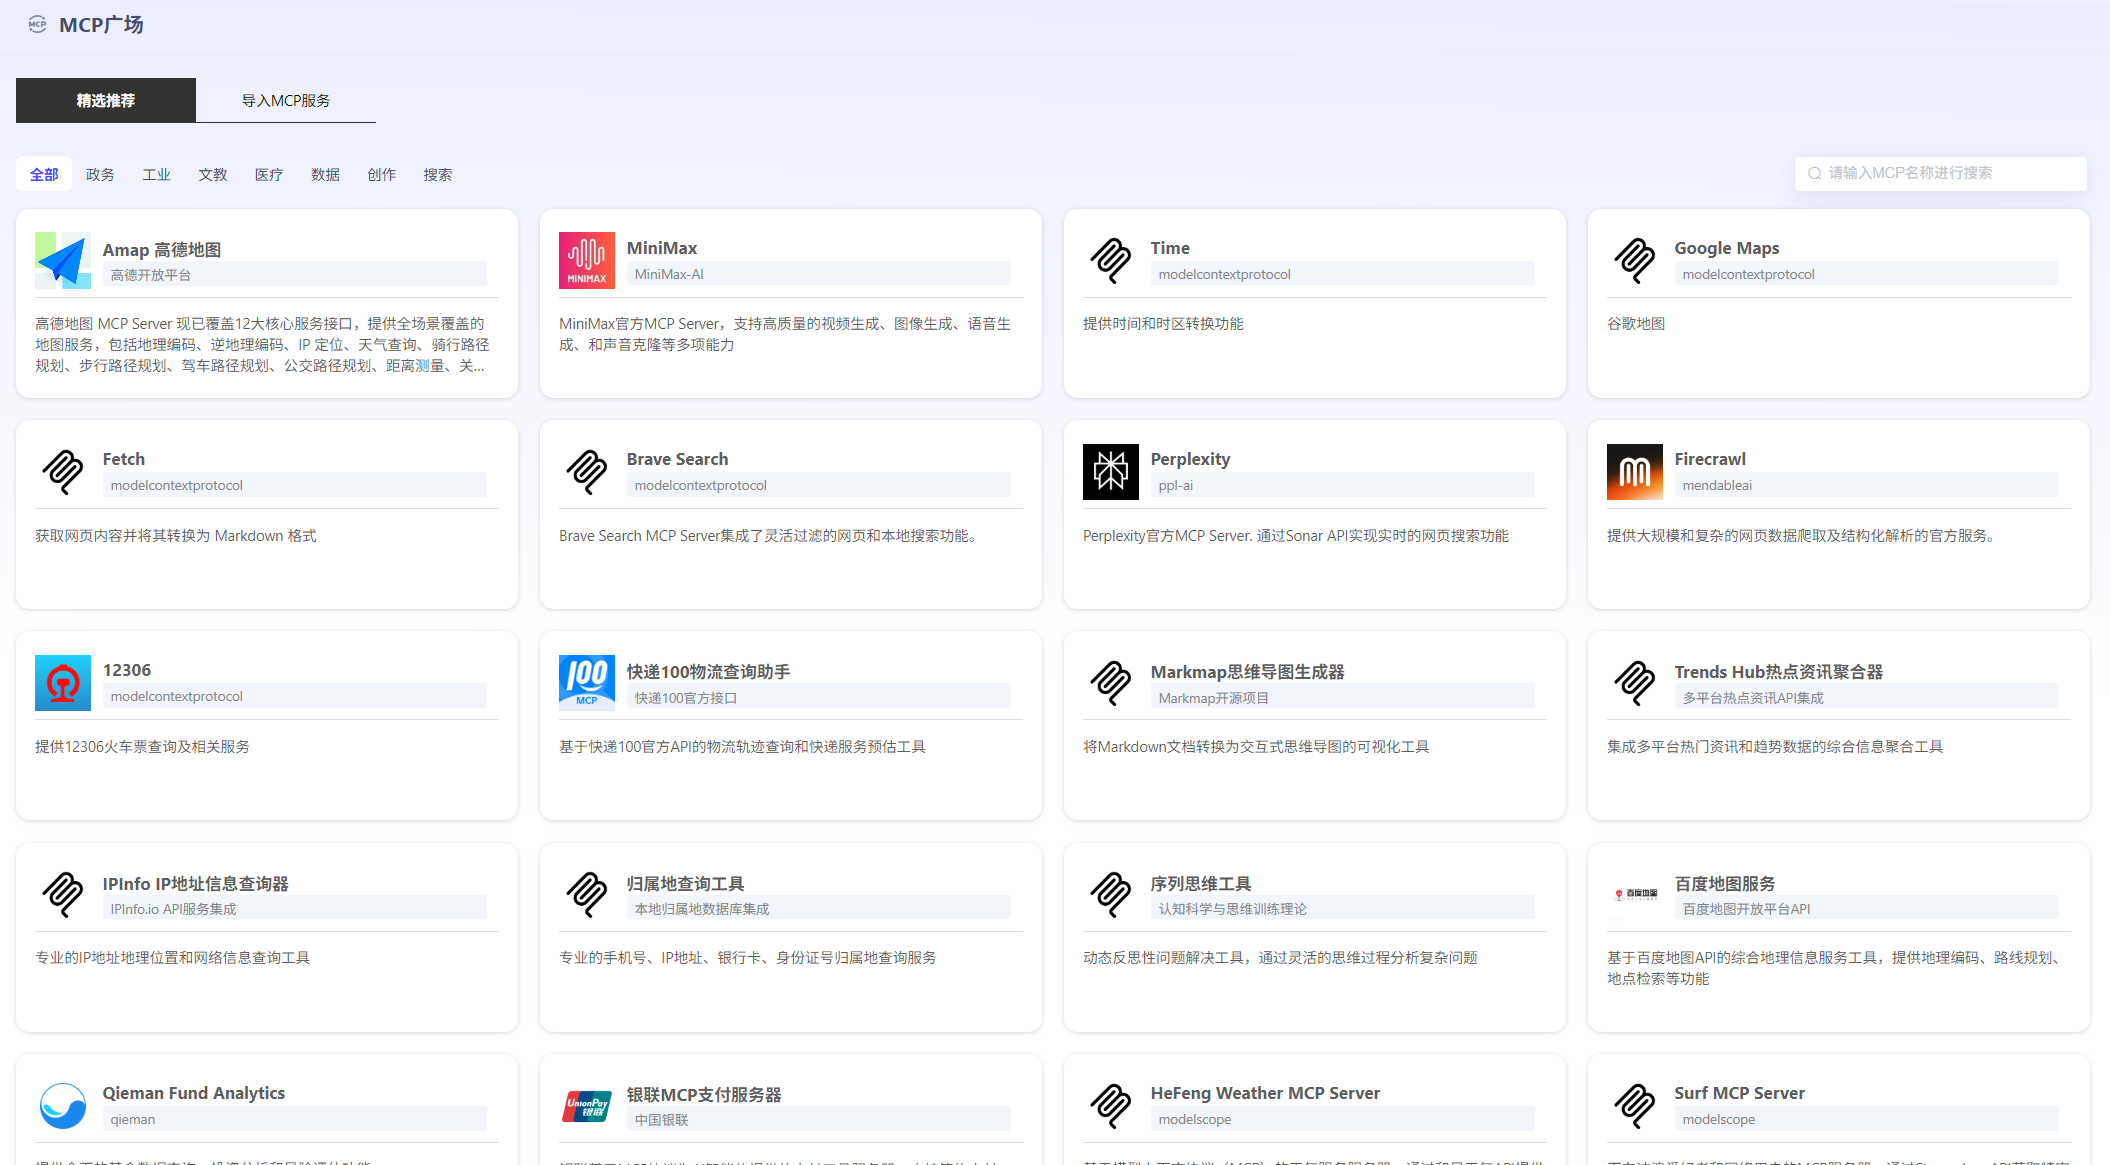 MCP广场
精选推荐 导入MCP服务
全部 政务 工业 文教 医疗 数据 创作 搜索 请输入MCP名称进行搜索
Amap 高德地图
高德开放平台
高德地图 MCP Server 现已覆盖12大核心服务接口，提供全场景覆盖的
地图服务，包括地理编码、逆地理编码、IP 定位、天气查询、骑行路径
规划、步行路径规划、驾车路径规划、公交路径规划、距离测量、关...
MINIMAX
MiniMax
MiniMax-AI
MiniMax官方MCP Server，支持高质量的视频生成、图像生成、语音生
成、和声音克隆等多项能力
Time
modelcontextprotocol
提供时间和时区转换功能
Google Maps
modelcontextprotocol
谷歌地图
Fetch
modelcontextprotocol
获取网页内容并将其转换为 Markdown 格式
Brave Search
modelcontextprotocol
Brave Search MCP Server集成了灵活过滤的网页和本地搜索功能。
Perplexity
ppl-ai
Perplexity官方MCP Server. 通过Sonar API实现实时的网页搜索功能
Firecrawl
mendableai
提供大规模和复杂的网页数据爬取及结构化解析的官方服务。
12306
modelcontextprotocol
提供12306火车票查询及相关服务
100
MCP
快递100物流查询助手
快递100官方接口
基于快递100官方API的物流轨迹查询和快递服务预估工具
Markmap思维导图生成器
Markmap开源项目
将Markdown文档转换为交互式思维导图的可视化工具
Trends Hub热点资讯聚合器
多平台热点资讯API集成
集成多平台热门资讯和趋势数据的综合信息聚合工具
IPInfo IP地址信息查询器
IPInfo.io API服务集成
专业的IP地址地理位置和网络信息查询工具
归属地查询工具
本地归属地数据库集成
专业的手机号、IP地址、银行卡、身份证号归属地查询服务
序列思维工具
认知科学与思维训练理论
动态反思性问题解决工具，通过灵活的思维过程分析复杂问题
百度地图
百度地图服务
百度地图开放平台API
基于百度地图API的综合地理信息服务工具，提供地理编码、路线规划、
地点检索等功能
Qieman Fund Analytics
qieman
UnionPay
银联
银联MCP支付服务器
中国银联
HeFeng Weather MCP Server
modelscope
Surf MCP Server
modelscope